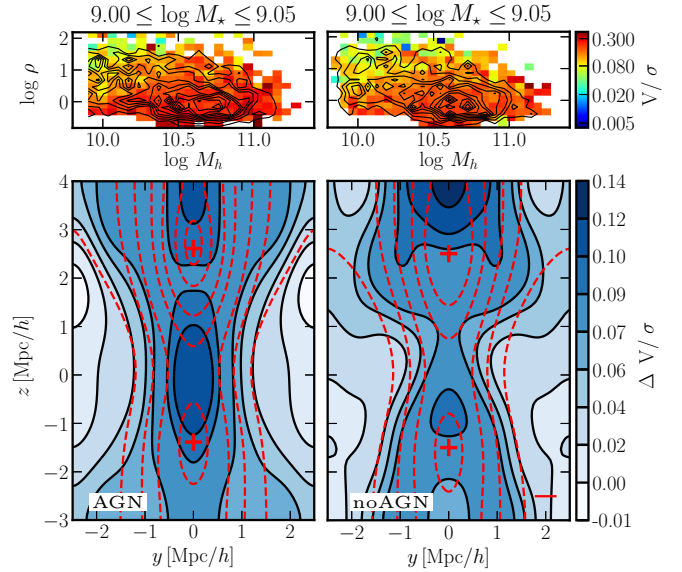 9.00 ≤ log M⋆ ≤ 9.05
9.00 ≤ log M⋆ ≤ 9.05
log ρ
2
1
0
10.0 10.5 11.0
log M_h
10.0 10.5 11.0
log M_h
0.300
0.080
0.020
0.005
V/σ
z [Mpc/h]
4
3
2
1
0
−1
−2
−3
AGN
−2 −1 0 1 2
y [Mpc/h]
noAGN
−2 −1 0 1 2
y [Mpc/h]
0.14
0.12
0.10
0.09
0.07
0.06
0.04
0.02
0.00
-0.01
Δ V/σ